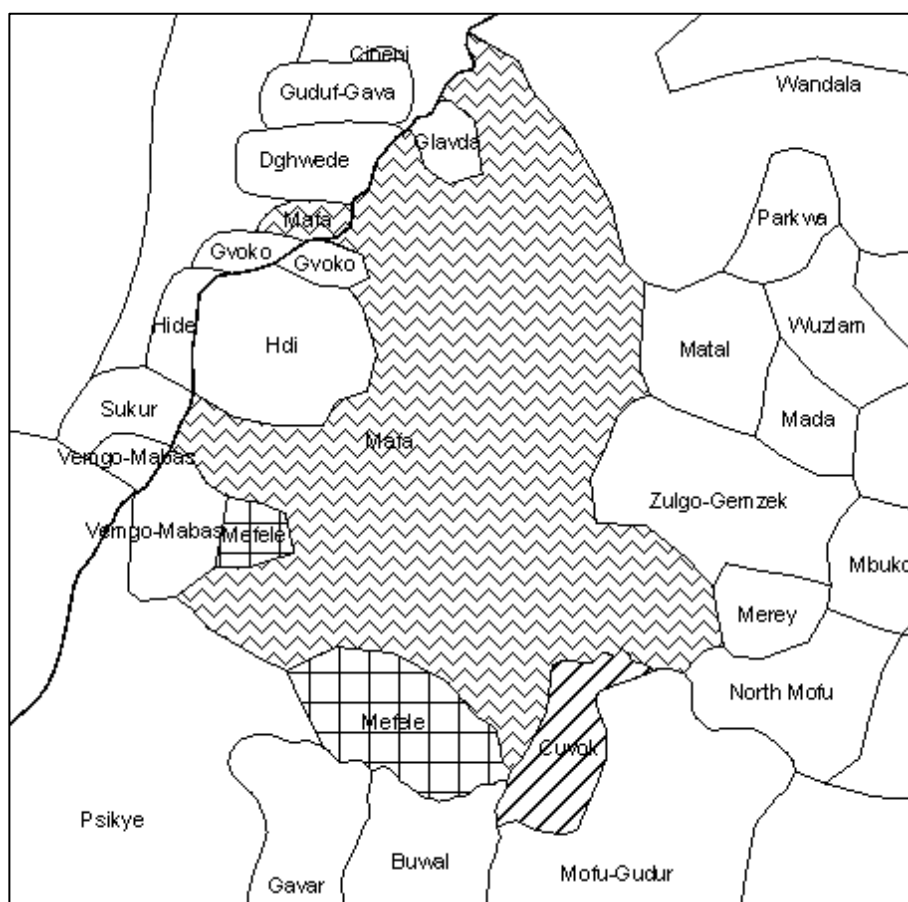 Cineni
Guduf-Gava
Wandala
Glavda
Dghwede
Mafa
Parkwa
Gvoko
Gvoko
Hide
Hdi
Matal
Wuzlam
Sukur
Mafa
Mada
Vemgo-Mabas
Zulgo-Gemzek
Vemgo-Mabas
Mefele
Mbuko
Merey
North Mofu
Mefele
Cuvok
Psikye
Buwal
Mofu-Gudur
Gavar